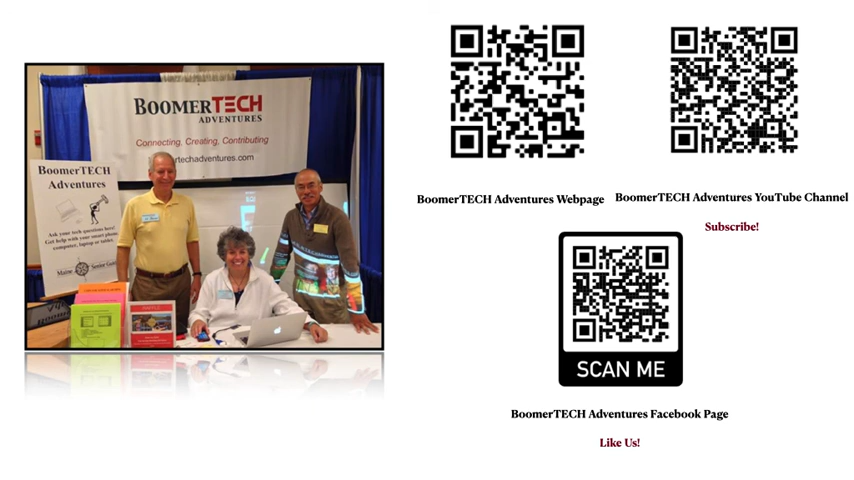 BOOMERTECH
ADVENTURES
Connecting, Creating, Contributing
rtechadventures.com
BoomerTECH
Adventures
Ask your tech questions here!
Get help with your smart phone
computer, laptop or tablet.
Maine Senior
BoomerTECH Adventures Webpage
BoomerTECH Adventures YouTube Channel
Subscribe!
SCAN ME
BoomerTECH Adventures Facebook Page
Like Us!